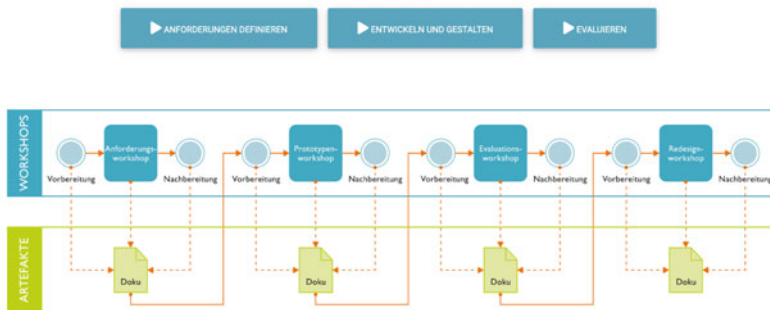 ANFORDERUNGEN DEFINIEREN
ENTWICKELN UND GESTALTEN
EVALUIEREN
WORKSHOPS
Anforderungs-
workshop
Prototypen-
workshop
Evaluations-
workshop
Redesign-
workshop
Vorbereitung
Nachbereitung
Vorbereitung
Nachbereitung
Vorbereitung
Nachbereitung
Vorbereitung
Nachbereitung
ARTEFAKTE
Doku
Doku
Doku
Doku